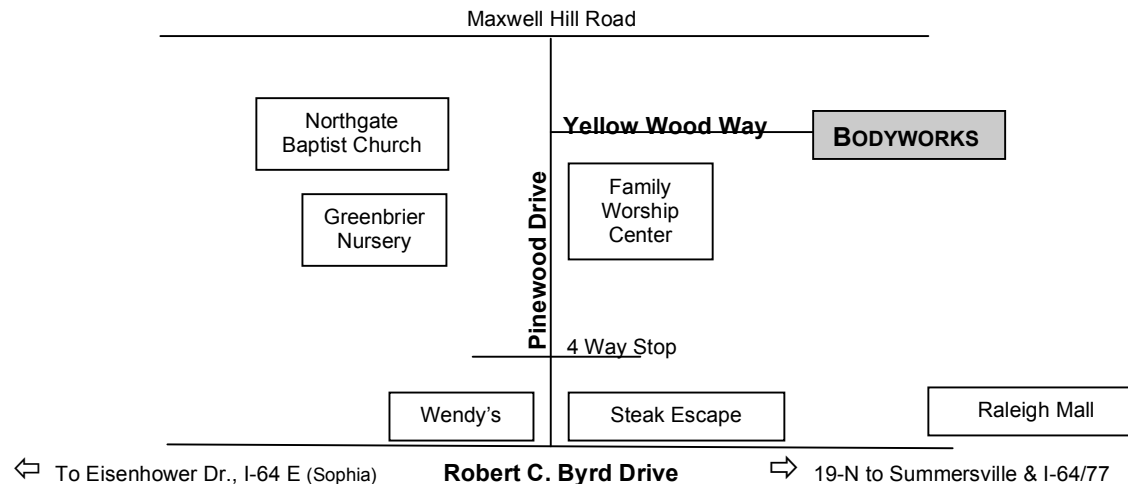 Maxwell Hill Road
Northgate
Baptist Church
Yellow Wood Way
BODYWORKS
Greenbrier
Nursery
Pinewood Drive
Family
Worship
Center
4 Way Stop
Wendy's
Steak Escape
Raleigh Mall
To Eisenhower Dr., I-64 E (Sophia)
Robert C. Byrd Drive
19-N to Summersville & I-64/77